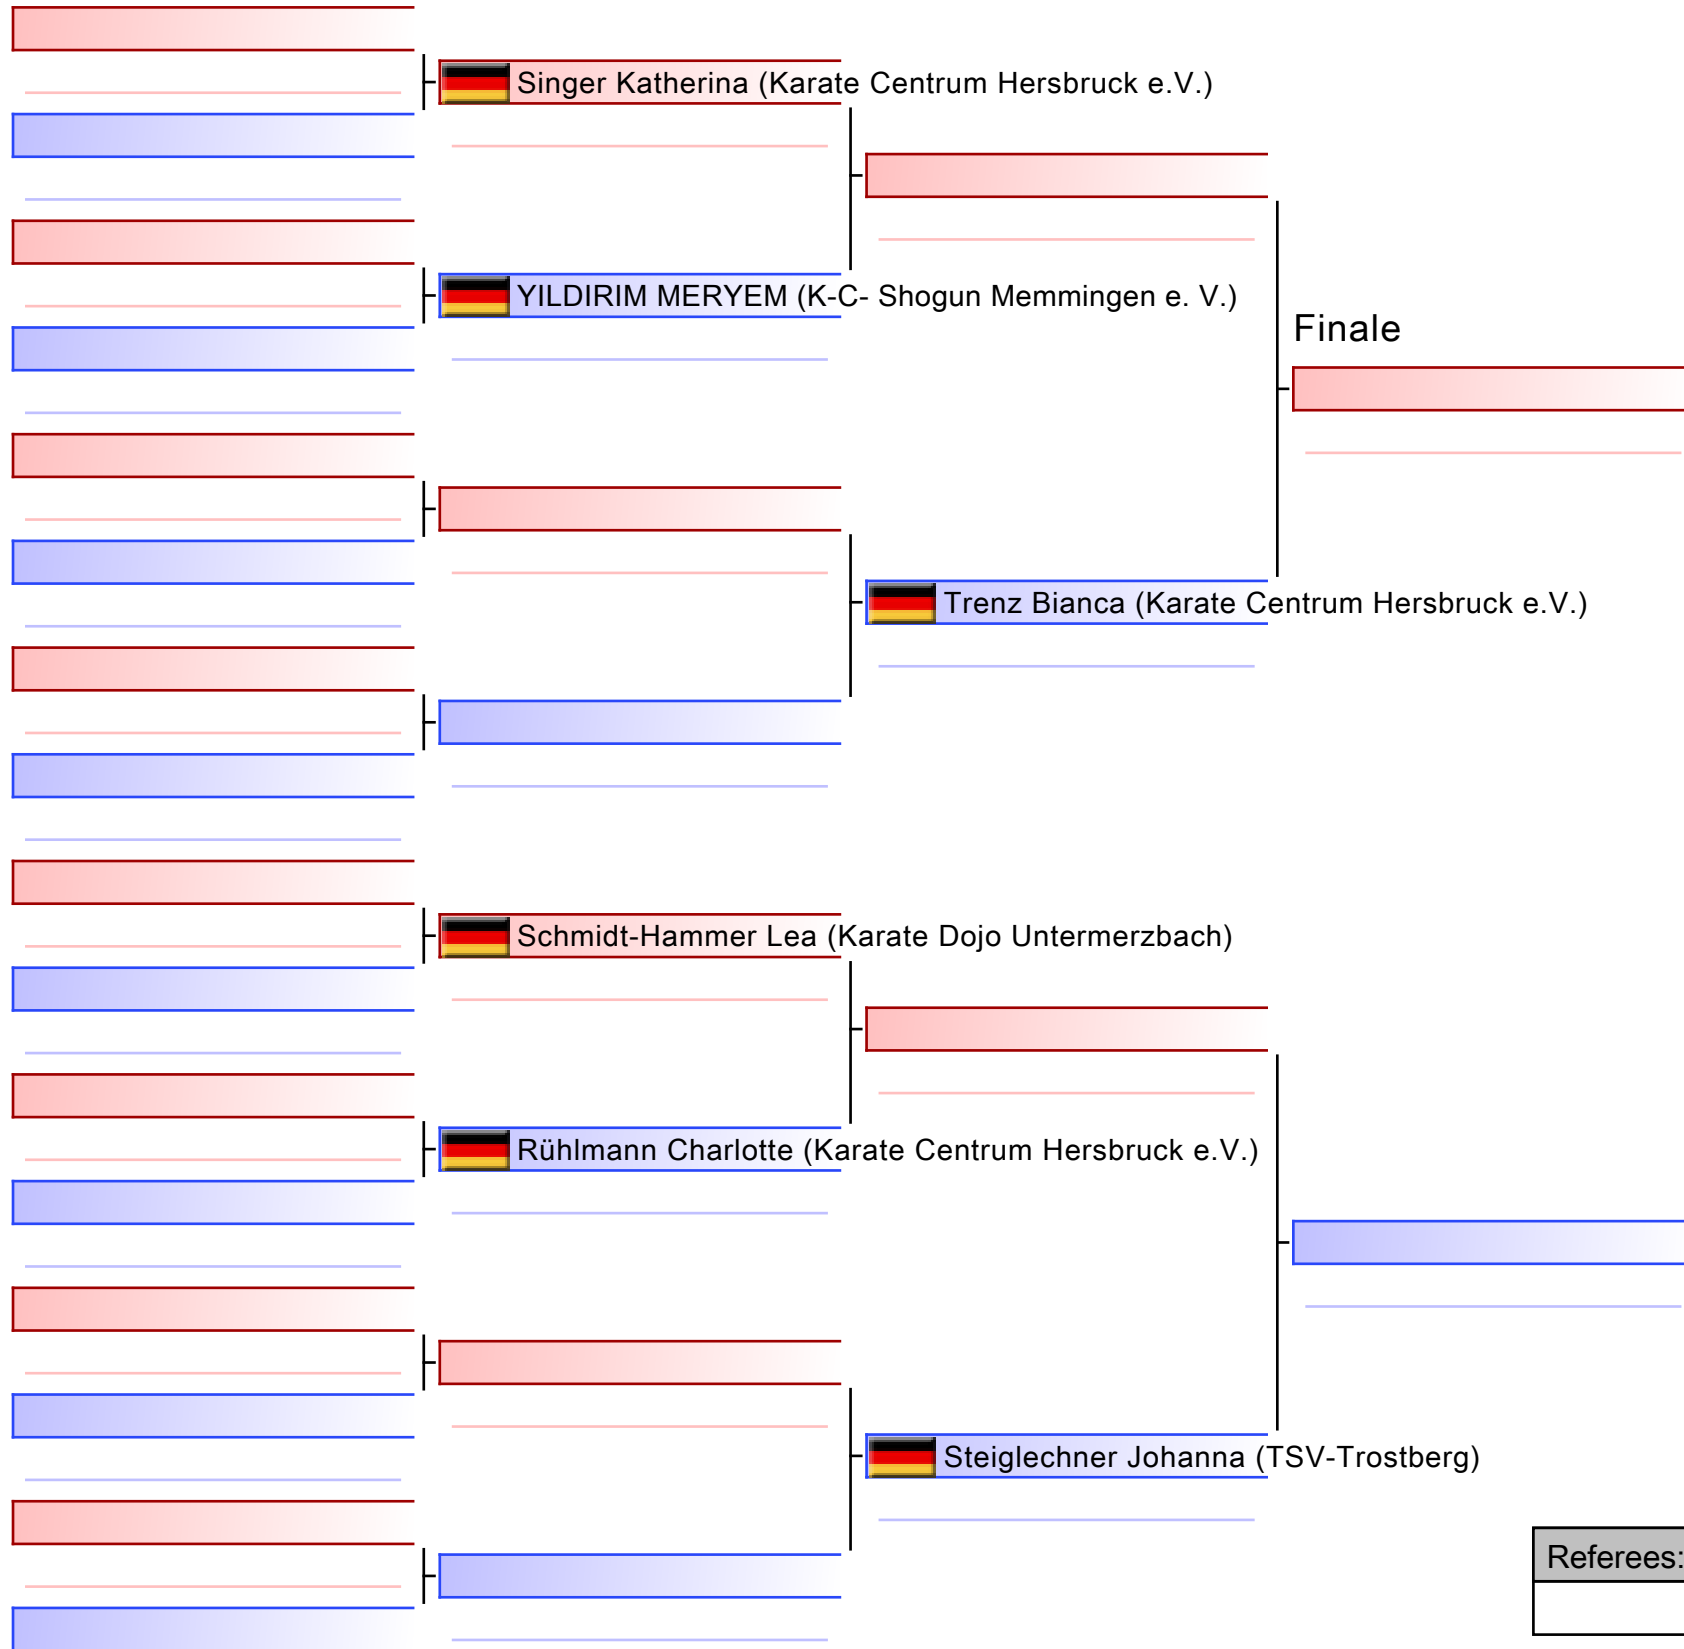 Singer Katherina (Karate Centrum Hersbruck e.V.)
YILDIRIM MERYEM (K-C- Shogun Memmingen e. V.)
Finale
Trenz Bianca (Karate Centrum Hersbruck e.V.)
Schmidt-Hammer Lea (Karate Dojo Untermerzbach)
Rühlmann Charlotte (Karate Centrum Hersbruck e.V.)
Steiglechner Johanna (TSV-Trostberg)
Referees: